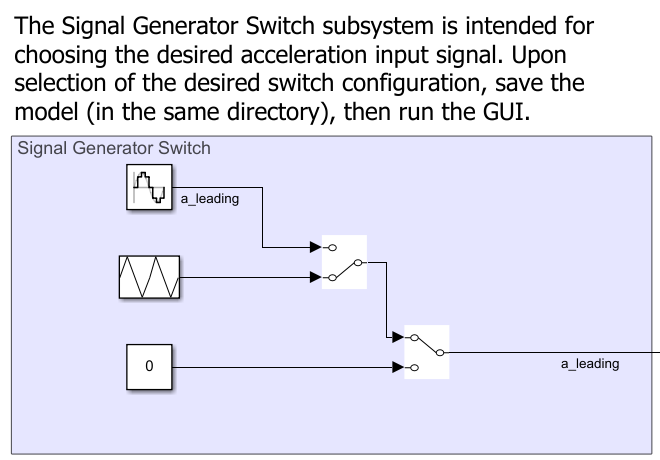 The Signal Generator Switch subsystem is intended for
choosing the desired acceleration input signal. Upon
selection of the desired switch configuration, save the
model (in the same directory), then run the GUI.
Signal Generator Switch
a_leading
0
a_leading